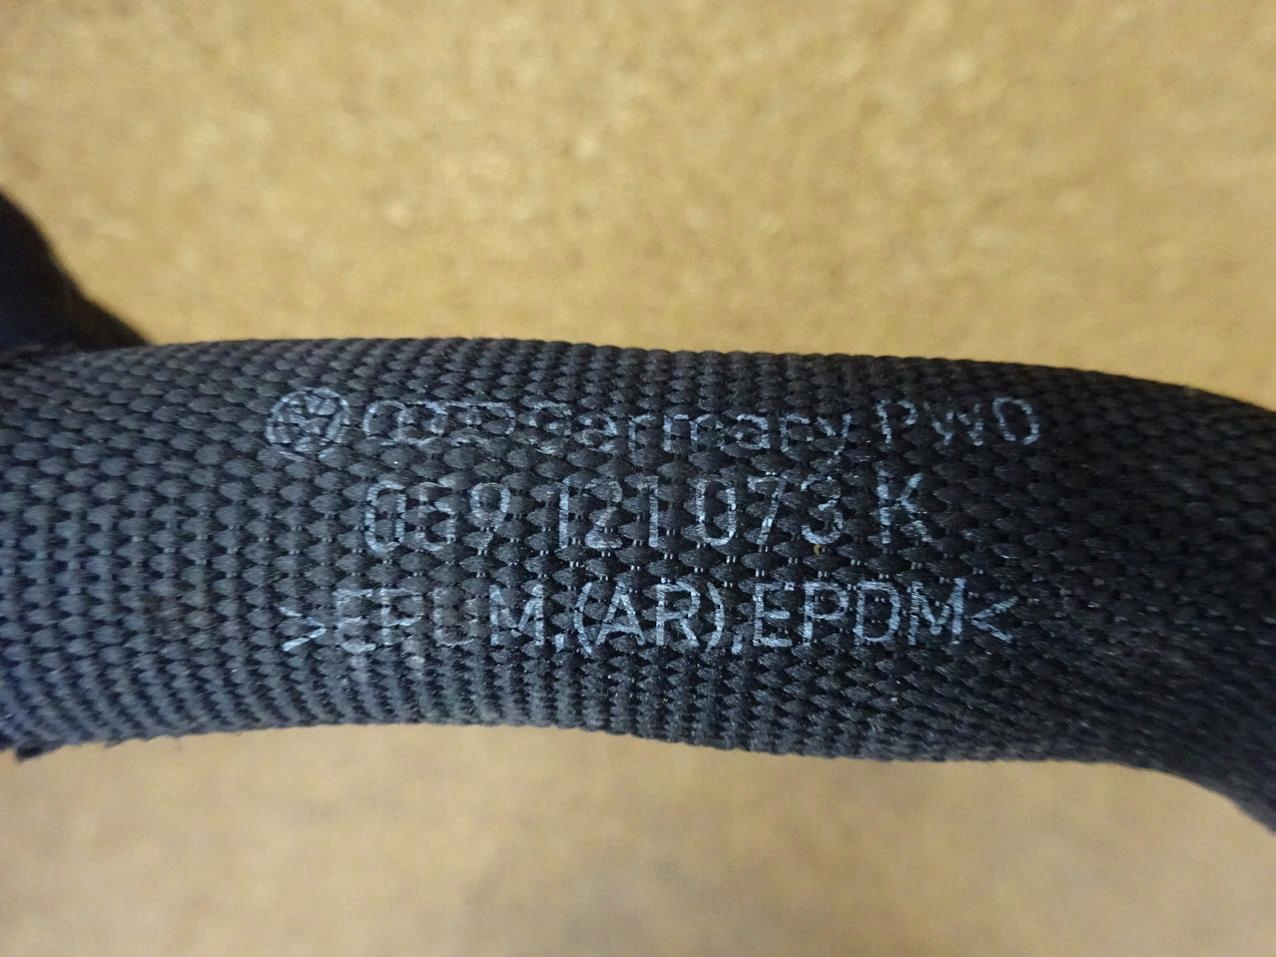 Germany PWO
059 121 073 K
>EPDM,(AR),EPDM<